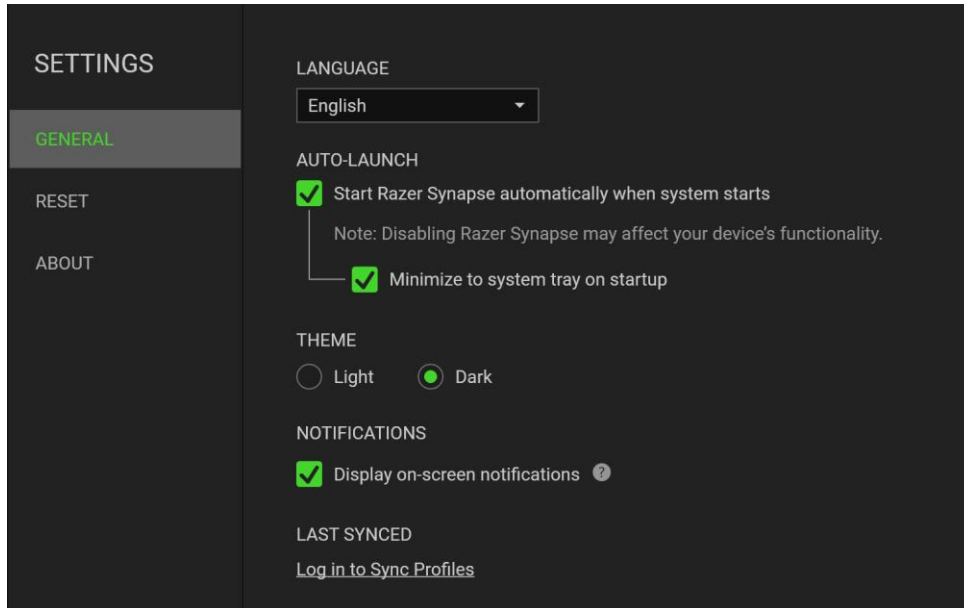 SETTINGS
GENERAL
RESET
ABOUT
LANGUAGE
English
AUTO-LAUNCH
Start Razer Synapse automatically when system starts
Note: Disabling Razer Synapse may affect your device’s functionality.
Minimize to system tray on startup
THEME
Light
Dark
NOTIFICATIONS
Display on-screen notifications ?
LAST SYNCED
Log in to Sync Profiles